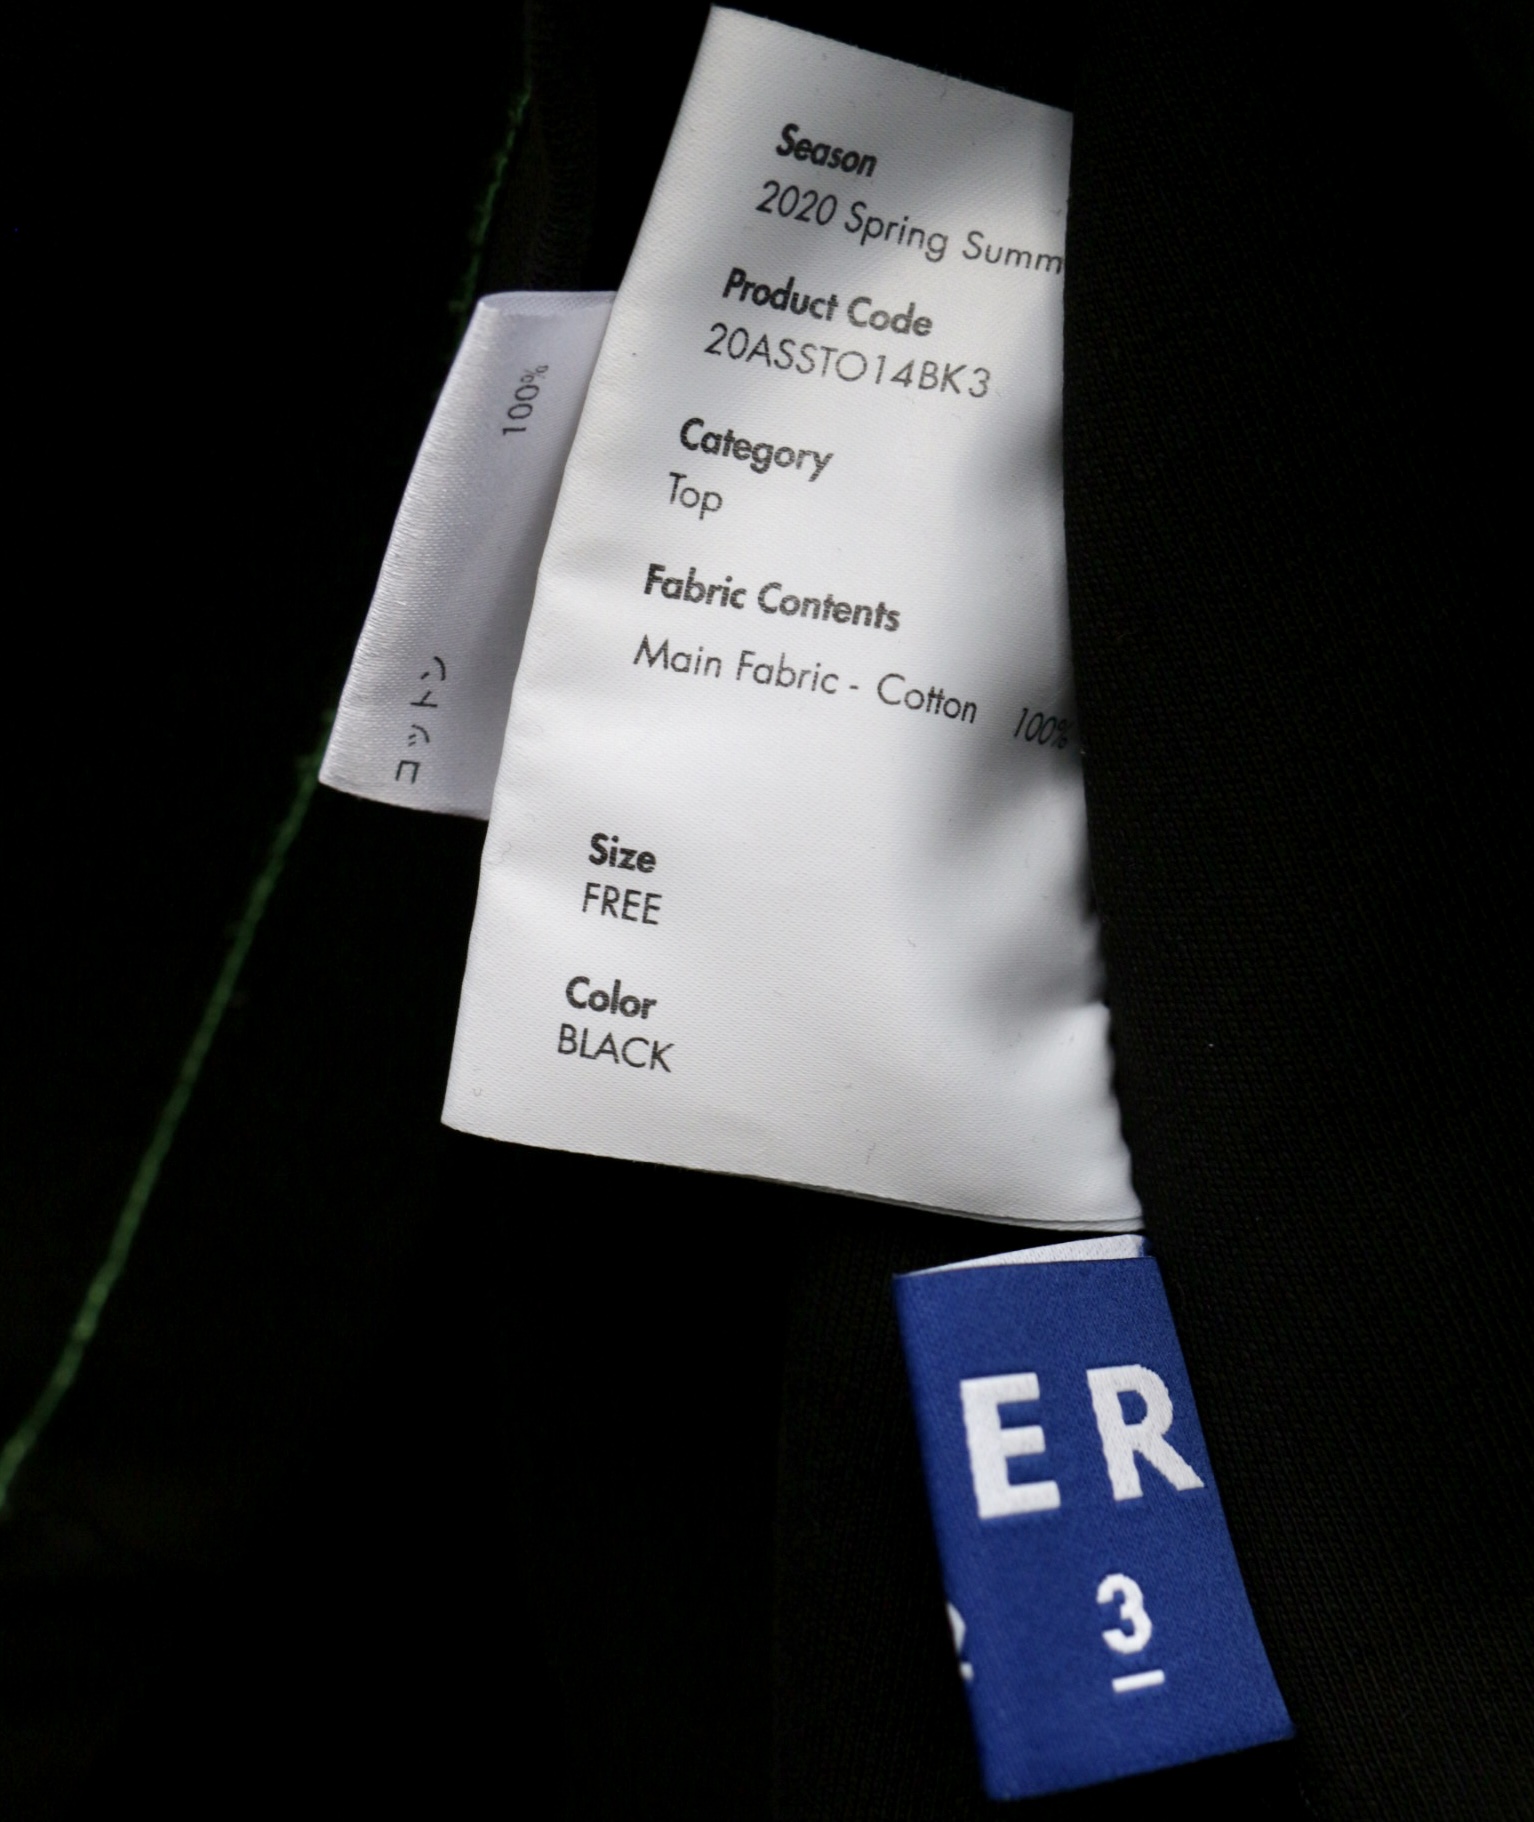 Season
2020 Spring Summ
Product Code
20ASSTO14BK3
Category
Top
Fabric Contents
Main Fabric - Cotton 100%
Size
FREE
Color
BLACK
コットン 100%
ER
3